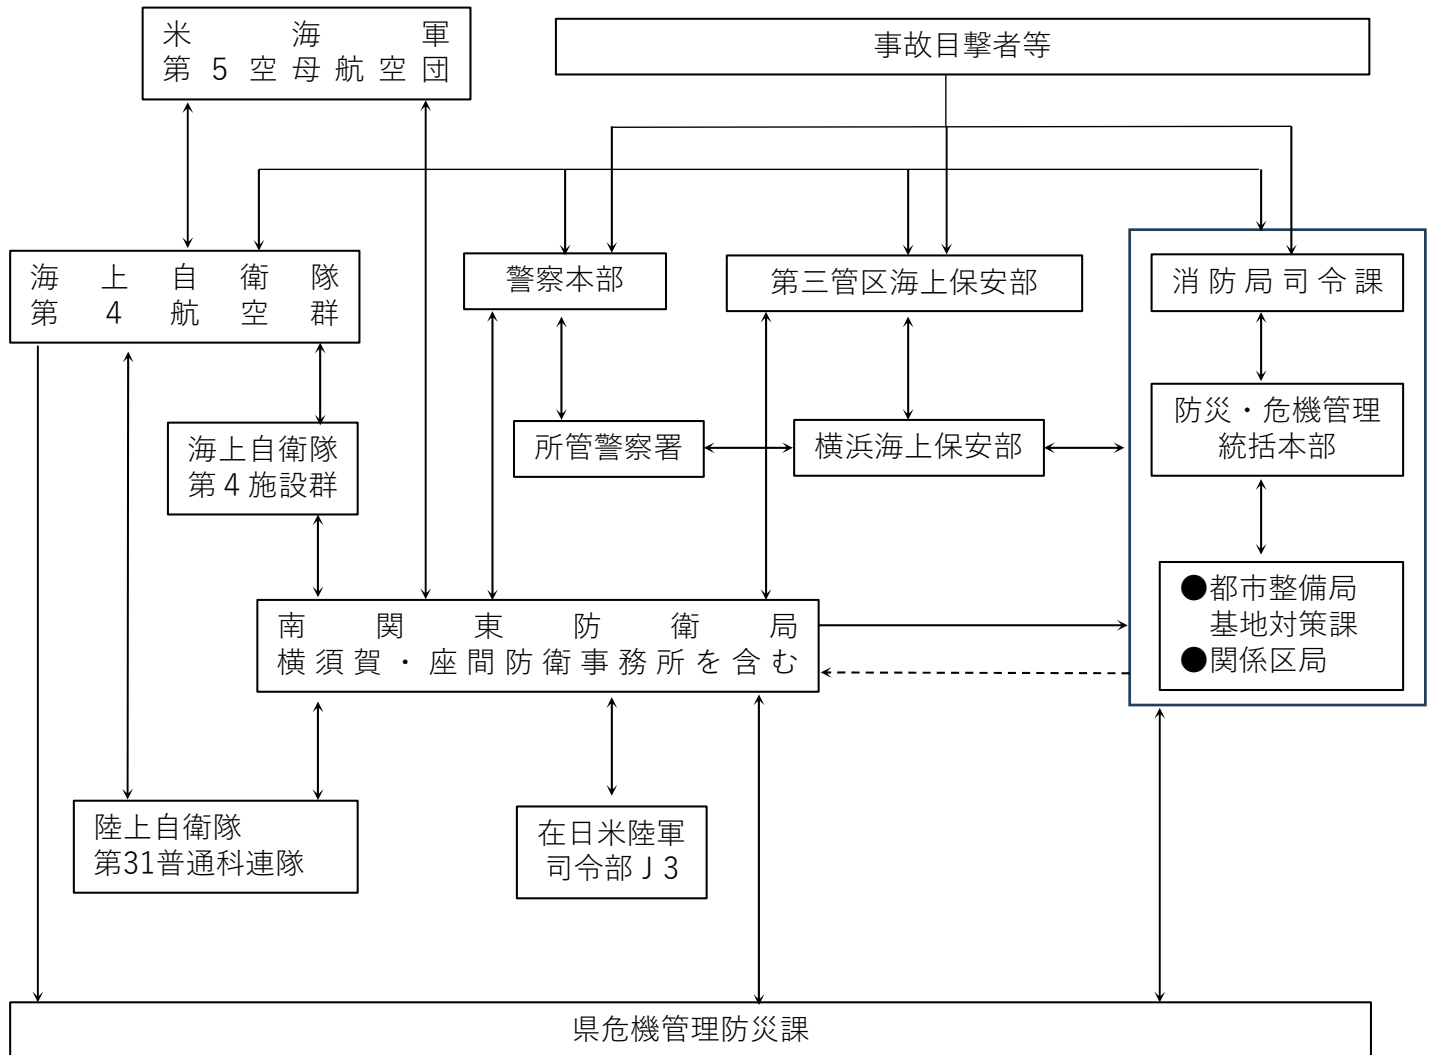 米海軍
第5空母航空団
事故目撃者等
海上自衛隊
第4航空群
警察本部
第三管区海上保安部
消防局司令課
海上自衛隊
第4施設群
所管警察署
横浜海上保安部
防災・危機管理
統括本部
●都市整備局
基地対策課
●関係区局
南関東防衛局
横須賀・座間防衛事務所を含む
陸上自衛隊
第31普通科連隊
在日米陸軍
司令部J3
県危機管理防災課